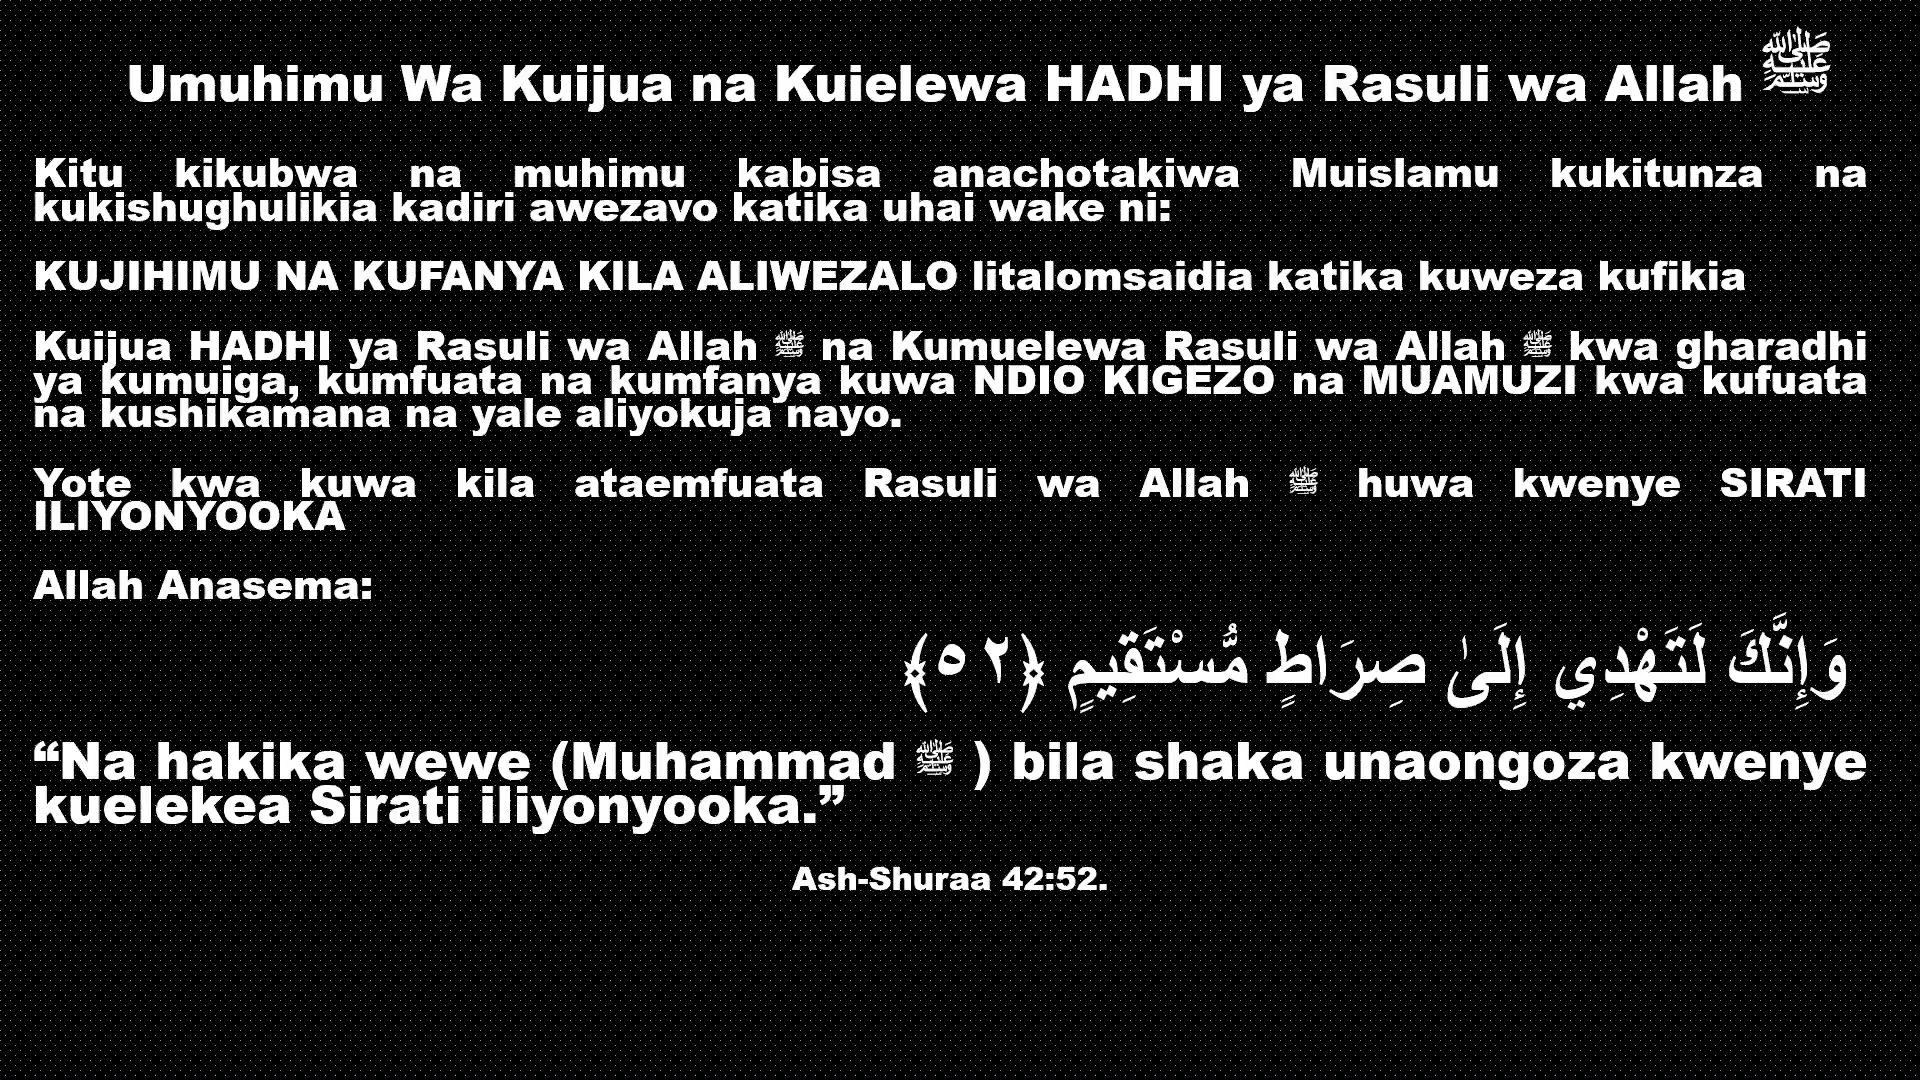 Umuhimu Wa Kuijua na Kuielewa HADHI ya Rasuli wa Allah ﷺ
Kitu kikubwa na muhimu kabisa anachotakiwa Muislamu kukitunza na
kukishughulikia kadiri awezavo katika uhai wake ni:
KUJIHIMU NA KUFANYA KILA ALIWEZALO litalomsaidia katika kuweza kufikia
Kuijua HADHI ya Rasuli wa Allah ﷺ na Kumuelewa Rasuli wa Allah ﷺ kwa gharadhi
ya kumuiga, kumfuata na kumfanya kuwa NDIO KIGEZO na MUAMUZI kwa kufuata
na kushikamana na yale aliyokuja nayo.
Yote kwa kuwa kila ataemfuata Rasuli wa Allah ﷺ huwa kwenye SIRATI
ILIYONYOOKA
Allah Anasema:
وَإِنَّكَ لَتَهْدِي إِلَىٰ صِرَاطٍ مُّسْتَقِيمٍ ﴿٥٢﴾
“Na hakika wewe (Muhammad ﷺ ) bila shaka unaongoza kwenye
kuelekea Sirati iliyonyooka.”
Ash-Shuraa 42:52.